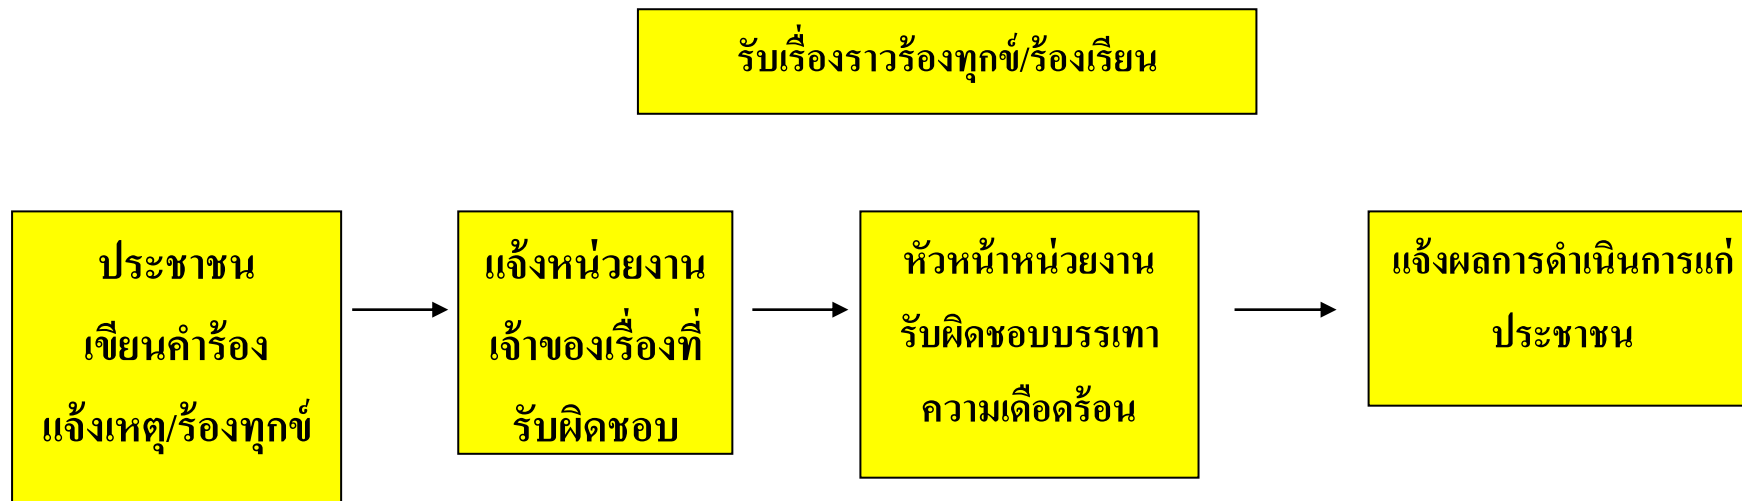 รับเรื่องราวร้องทุกข์/ร้องเรียน
ประชาชน
เขียนคำร้อง
แจ้งเหตุ/ร้องทุกข์
แจ้งหน่วยงาน
เจ้าของเรื่องที่
รับผิดชอบ
หัวหน้าหน่วยงาน
รับผิดชอบบรรเทา
ความเดือดร้อน
แจ้งผลการดำเนินการแก่
ประชาชน